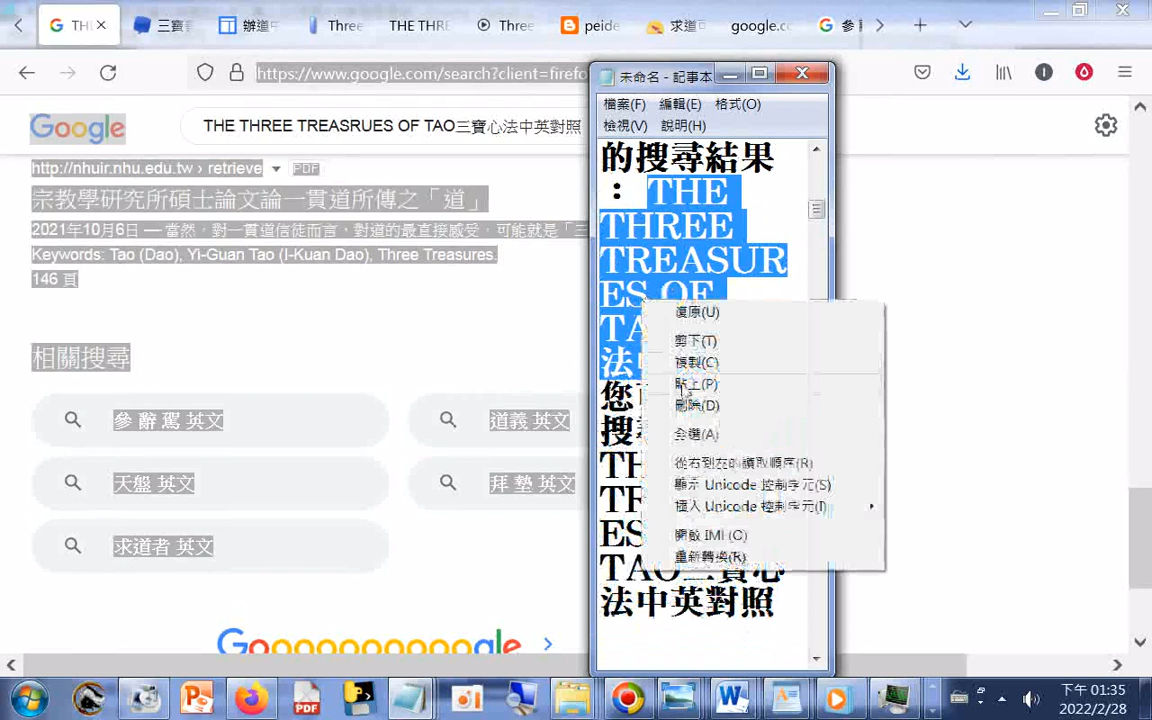 THI
三寶
辦道
Three
THE THRE
Three
peide
求道
google.co
參
https://www.google.com/search?client=firefo
Google
THE THREE TREASRUES OF TAO三寶心法中英對照
http://nhuir.nhu.edu.tw › retrieve
PDF
宗教學研究所碩士論文論一貫道所傳之「道」
2021年10月6日 — 當然，對一貫道信徒而言，對道的最直接感受，可能就是「三
Keywords: Tao (Dao), Yi-Guan Tao (I-Kuan Dao), Three Treasures.
146 頁
相關搜尋
參 辭 駕 英文
道義 英文
天盤 英文
拜 墊 英文
求道者 英文
Goooooooooogle
未命名 - 記事本
檔案(F) 編輯(E) 格式(O)
檢視(V) 說明(H)
的搜尋結果
： THE
THREE
TREASUR
ES OF
TA
法
您
搜尋
TH
TR
ES
TAO三寶心
法中英對照
復原(U)
剪下(T)
複製(C)
貼上(P)
刪除(D)
全選(A)
從右到左的讀取順序(R)
顯示 Unicode 控制字元(S)
插入 Unicode 控制字元(I)
開啟 IME(O)
重新轉換(R)
下午 01:35
2022/2/28